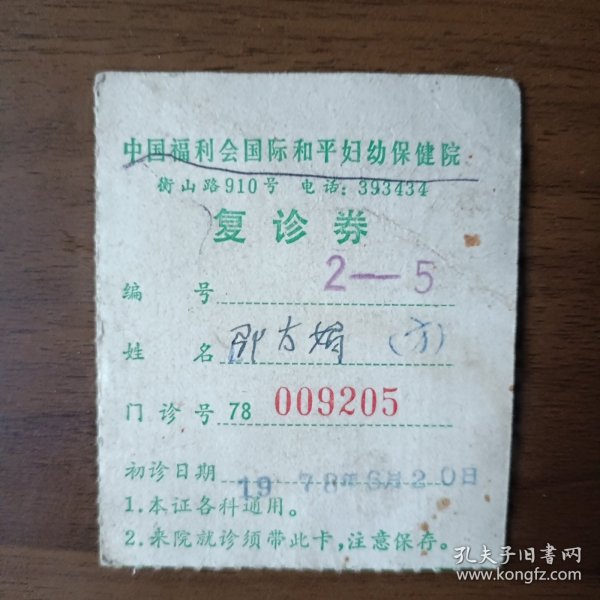 中国福利会国际和平妇幼保健院
衡山路910号 电话：393434
复诊券
编 号 2—5
姓 名 (方)
门诊号 78 009205
初诊日期 1978年6月20日
1.本证各科通用。
2.来院就诊须带此卡，注意保存。
孔夫子旧书网
www.kongfz.com